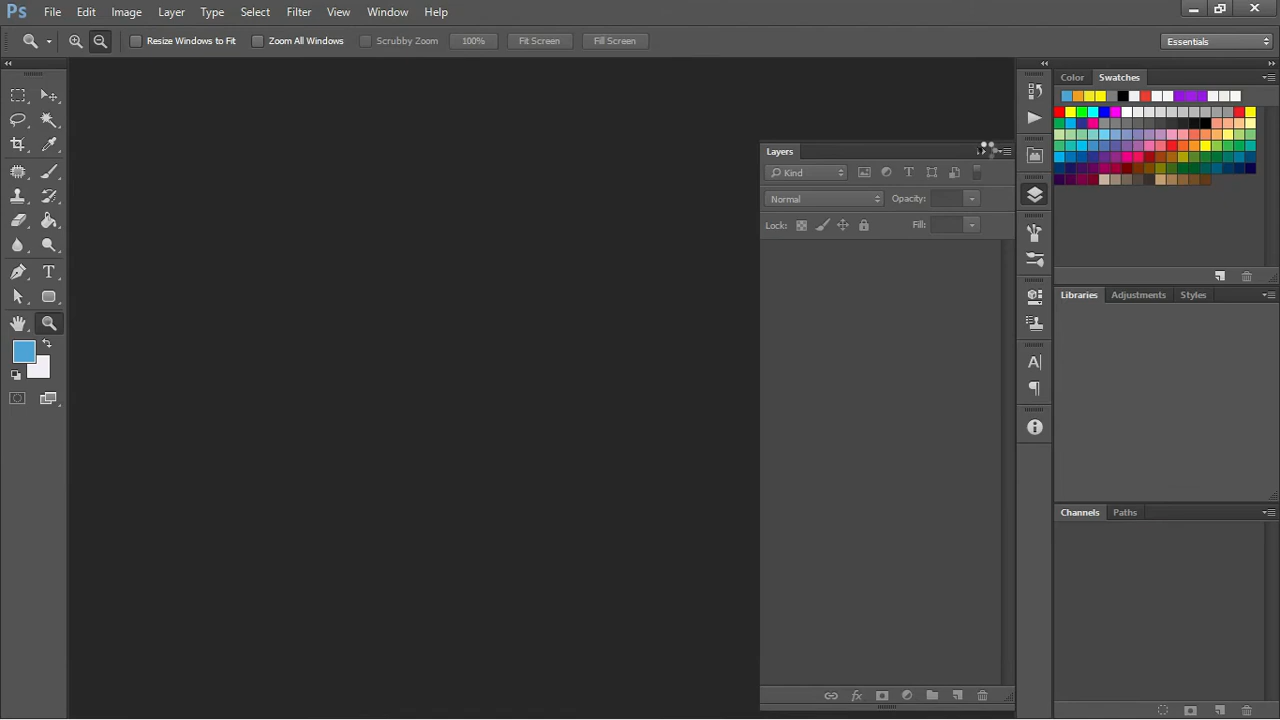 Ps File Edit Image Layer Type Select Filter View Window Help
Resize Windows to Fit Zoom All Windows Scrubby Zoom 100% Fit Screen Fill Screen Essentials
Color Swatches
Layers
Kind
Normal Opacity:
Lock: Fill:
Libraries Adjustments Styles
Channels Paths